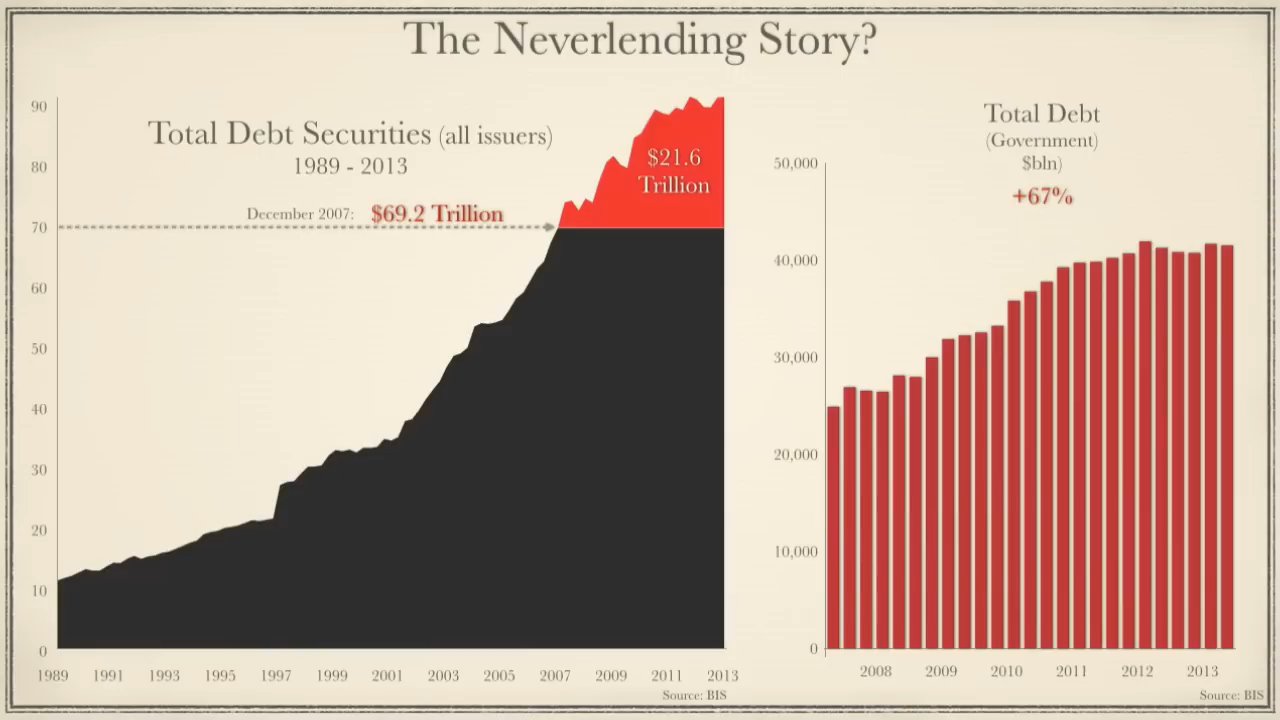 The Neverlending Story?
Total Debt Securities (all issuers)
1989 - 2013
December 2007: $69.2 Trillion
$21.6
Trillion
90
80
70
60
50
40
30
20
10
0
1989 1991 1993 1995 1997 1999 2001 2003 2005 2007 2009 2011 2013
Source: BIS
Total Debt
(Government)
$bln)
+67%
50,000
40,000
30,000
20,000
10,000
0
2008 2009 2010 2011 2012 2013
Source: BIS